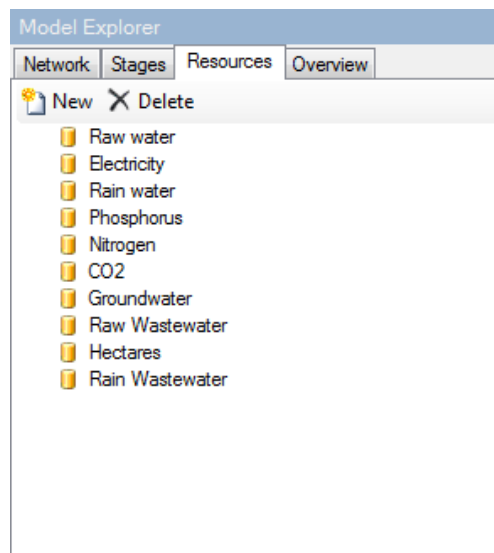 Model Explorer
Network Stages Resources Overview
New Delete
Raw water
Electricity
Rain water
Phosphorus
Nitrogen
CO2
Groundwater
Raw Wastewater
Hectares
Rain Wastewater